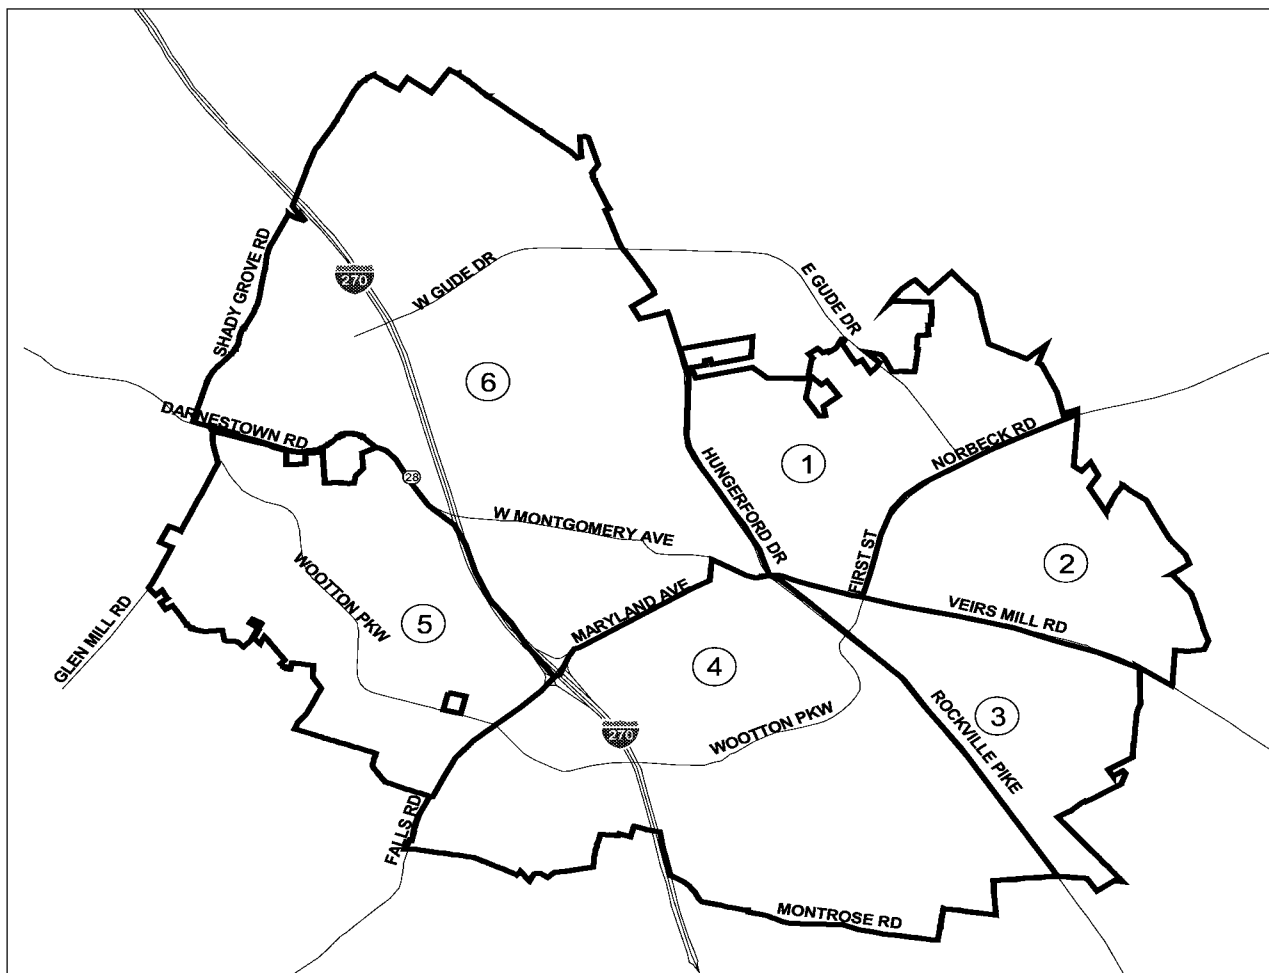 SHADY GROVE RD
270
W GUDE DR
E GUDE DR
6
DARNESTOWN RD
28
HUNGERFORD DR
1
NORBECK RD
W MONTGOMERY AVE
FIRST ST
2
WOOTTON PKW
GLEN MILL RD
5
MARYLAND AVE
VEIRS MILL RD
4
WOOTTON PKW
ROCKVILLE PIKE
3
270
FALLS RD
MONTROSE RD